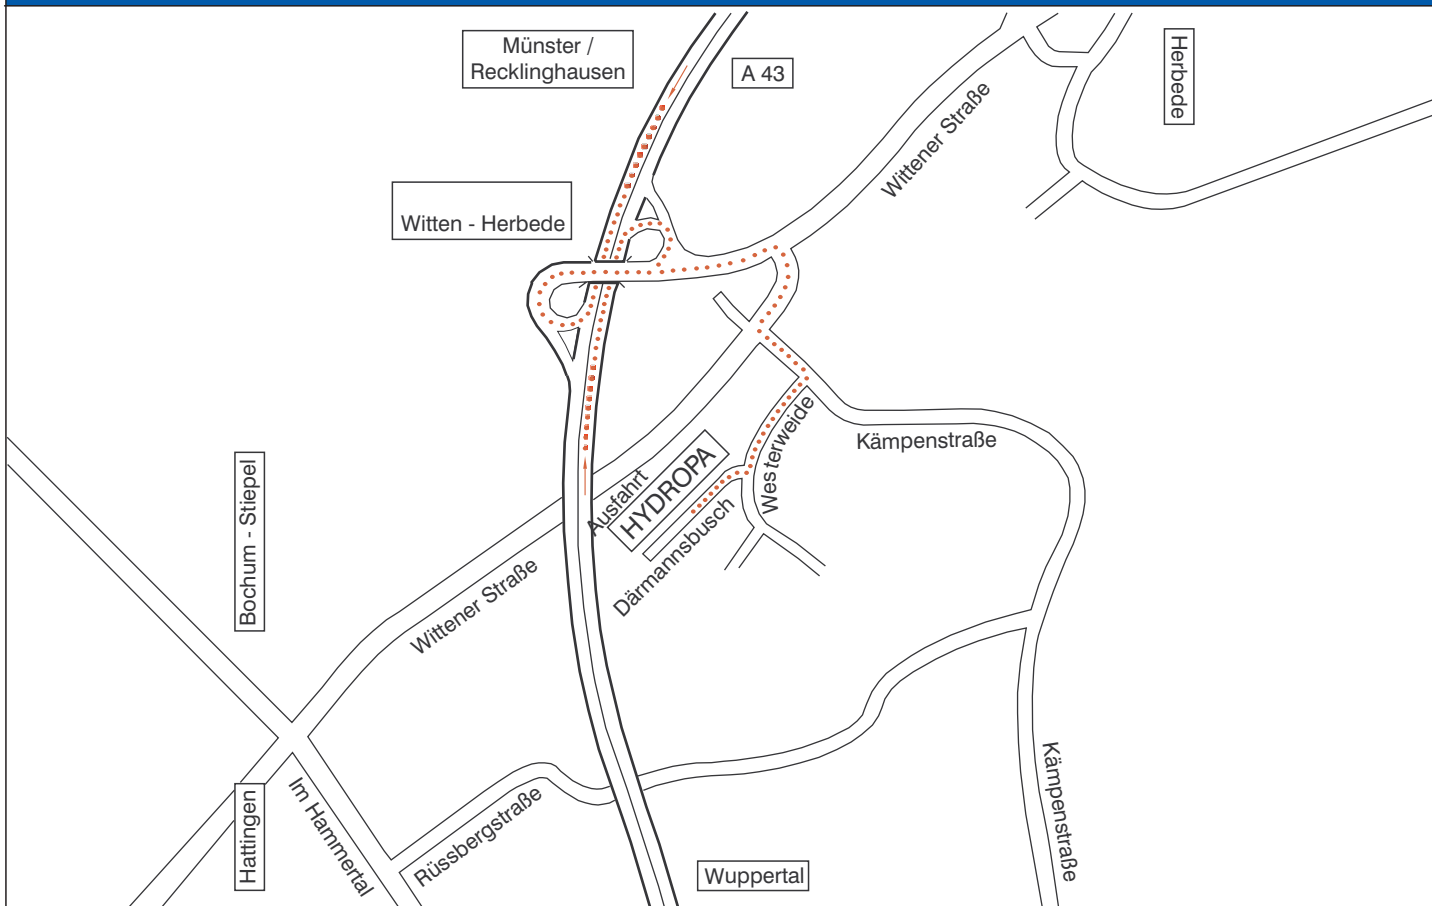 Münster /
Recklinghausen
A 43
Herbede
Wittener Straße
Witten - Herbede
Westerweide
Kämpenstraße
Bochum - Stiepel
Ausfahrt
HYDROPA
Därmannsbusch
Wittener Straße
Hattingen
Im Hammertal
Rüssbergstraße
Kämpenstraße
Wuppertal